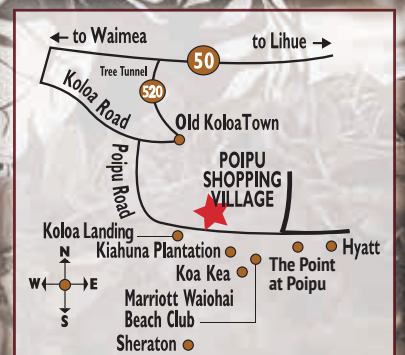 ← to Waimea
to Lihue →
50
Tree Tunnel
520
Koloa Road
Old KoloaTown
Poipu Road
POIPU
SHOPPING
VILLAGE
Koloa Landing
Kiahuna Plantation
Hyatt
Koa Kea
The Point
at Poipu
Marriott Waiohai
Beach Club
Sheraton
N
W
E
S